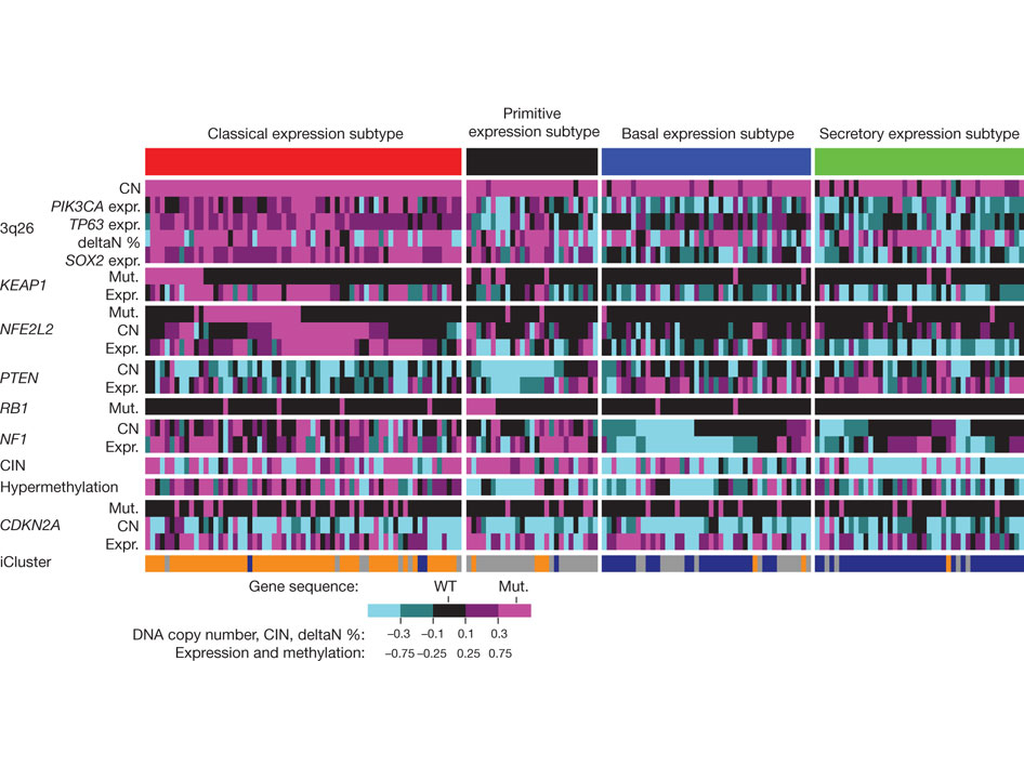 Primitive
Classical expression subtype expression subtype Basal expression subtype Secretory expression subtype
CN
PIK3CA expr.
3q26 TP63 expr.
deltaN %
SOX2 expr.
KEAP1 Mut.
Expr.
Mut.
NFE2L2 CN
Expr.
PTEN CN
Expr.
RB1 Mut.
NF1 CN
Expr.
CIN
Hypermethylation
Mut.
CDKN2A CN
Expr.
iCluster
Gene sequence: WT Mut.
DNA copy number, CIN, deltaN %: −0.3 −0.1 0.1 0.3
Expression and methylation: −0.75 −0.25 0.25 0.75